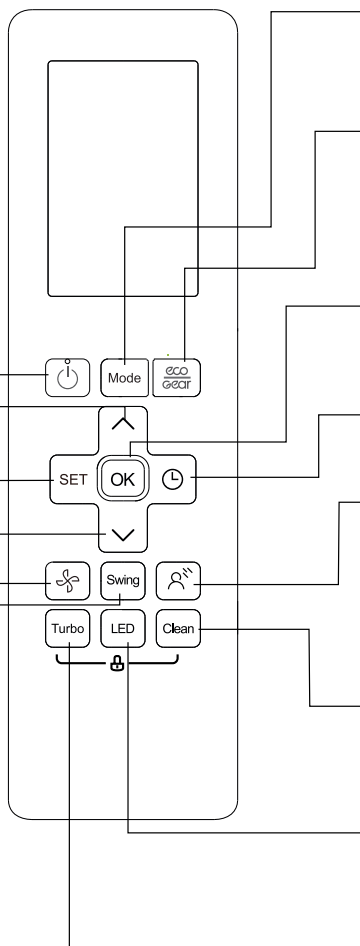 Mode
eco
Gear
SET
OK
Swing
Turbo
LED
Clean